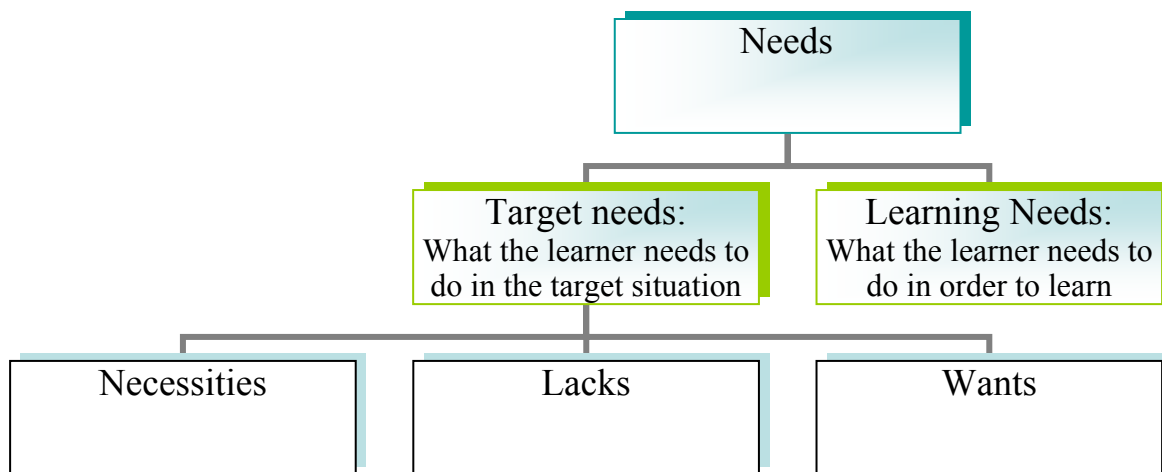 Needs
Target needs:
What the learner needs to
do in the target situation
Learning Needs:
What the learner needs to
do in order to learn
Necessities
Lacks
Wants